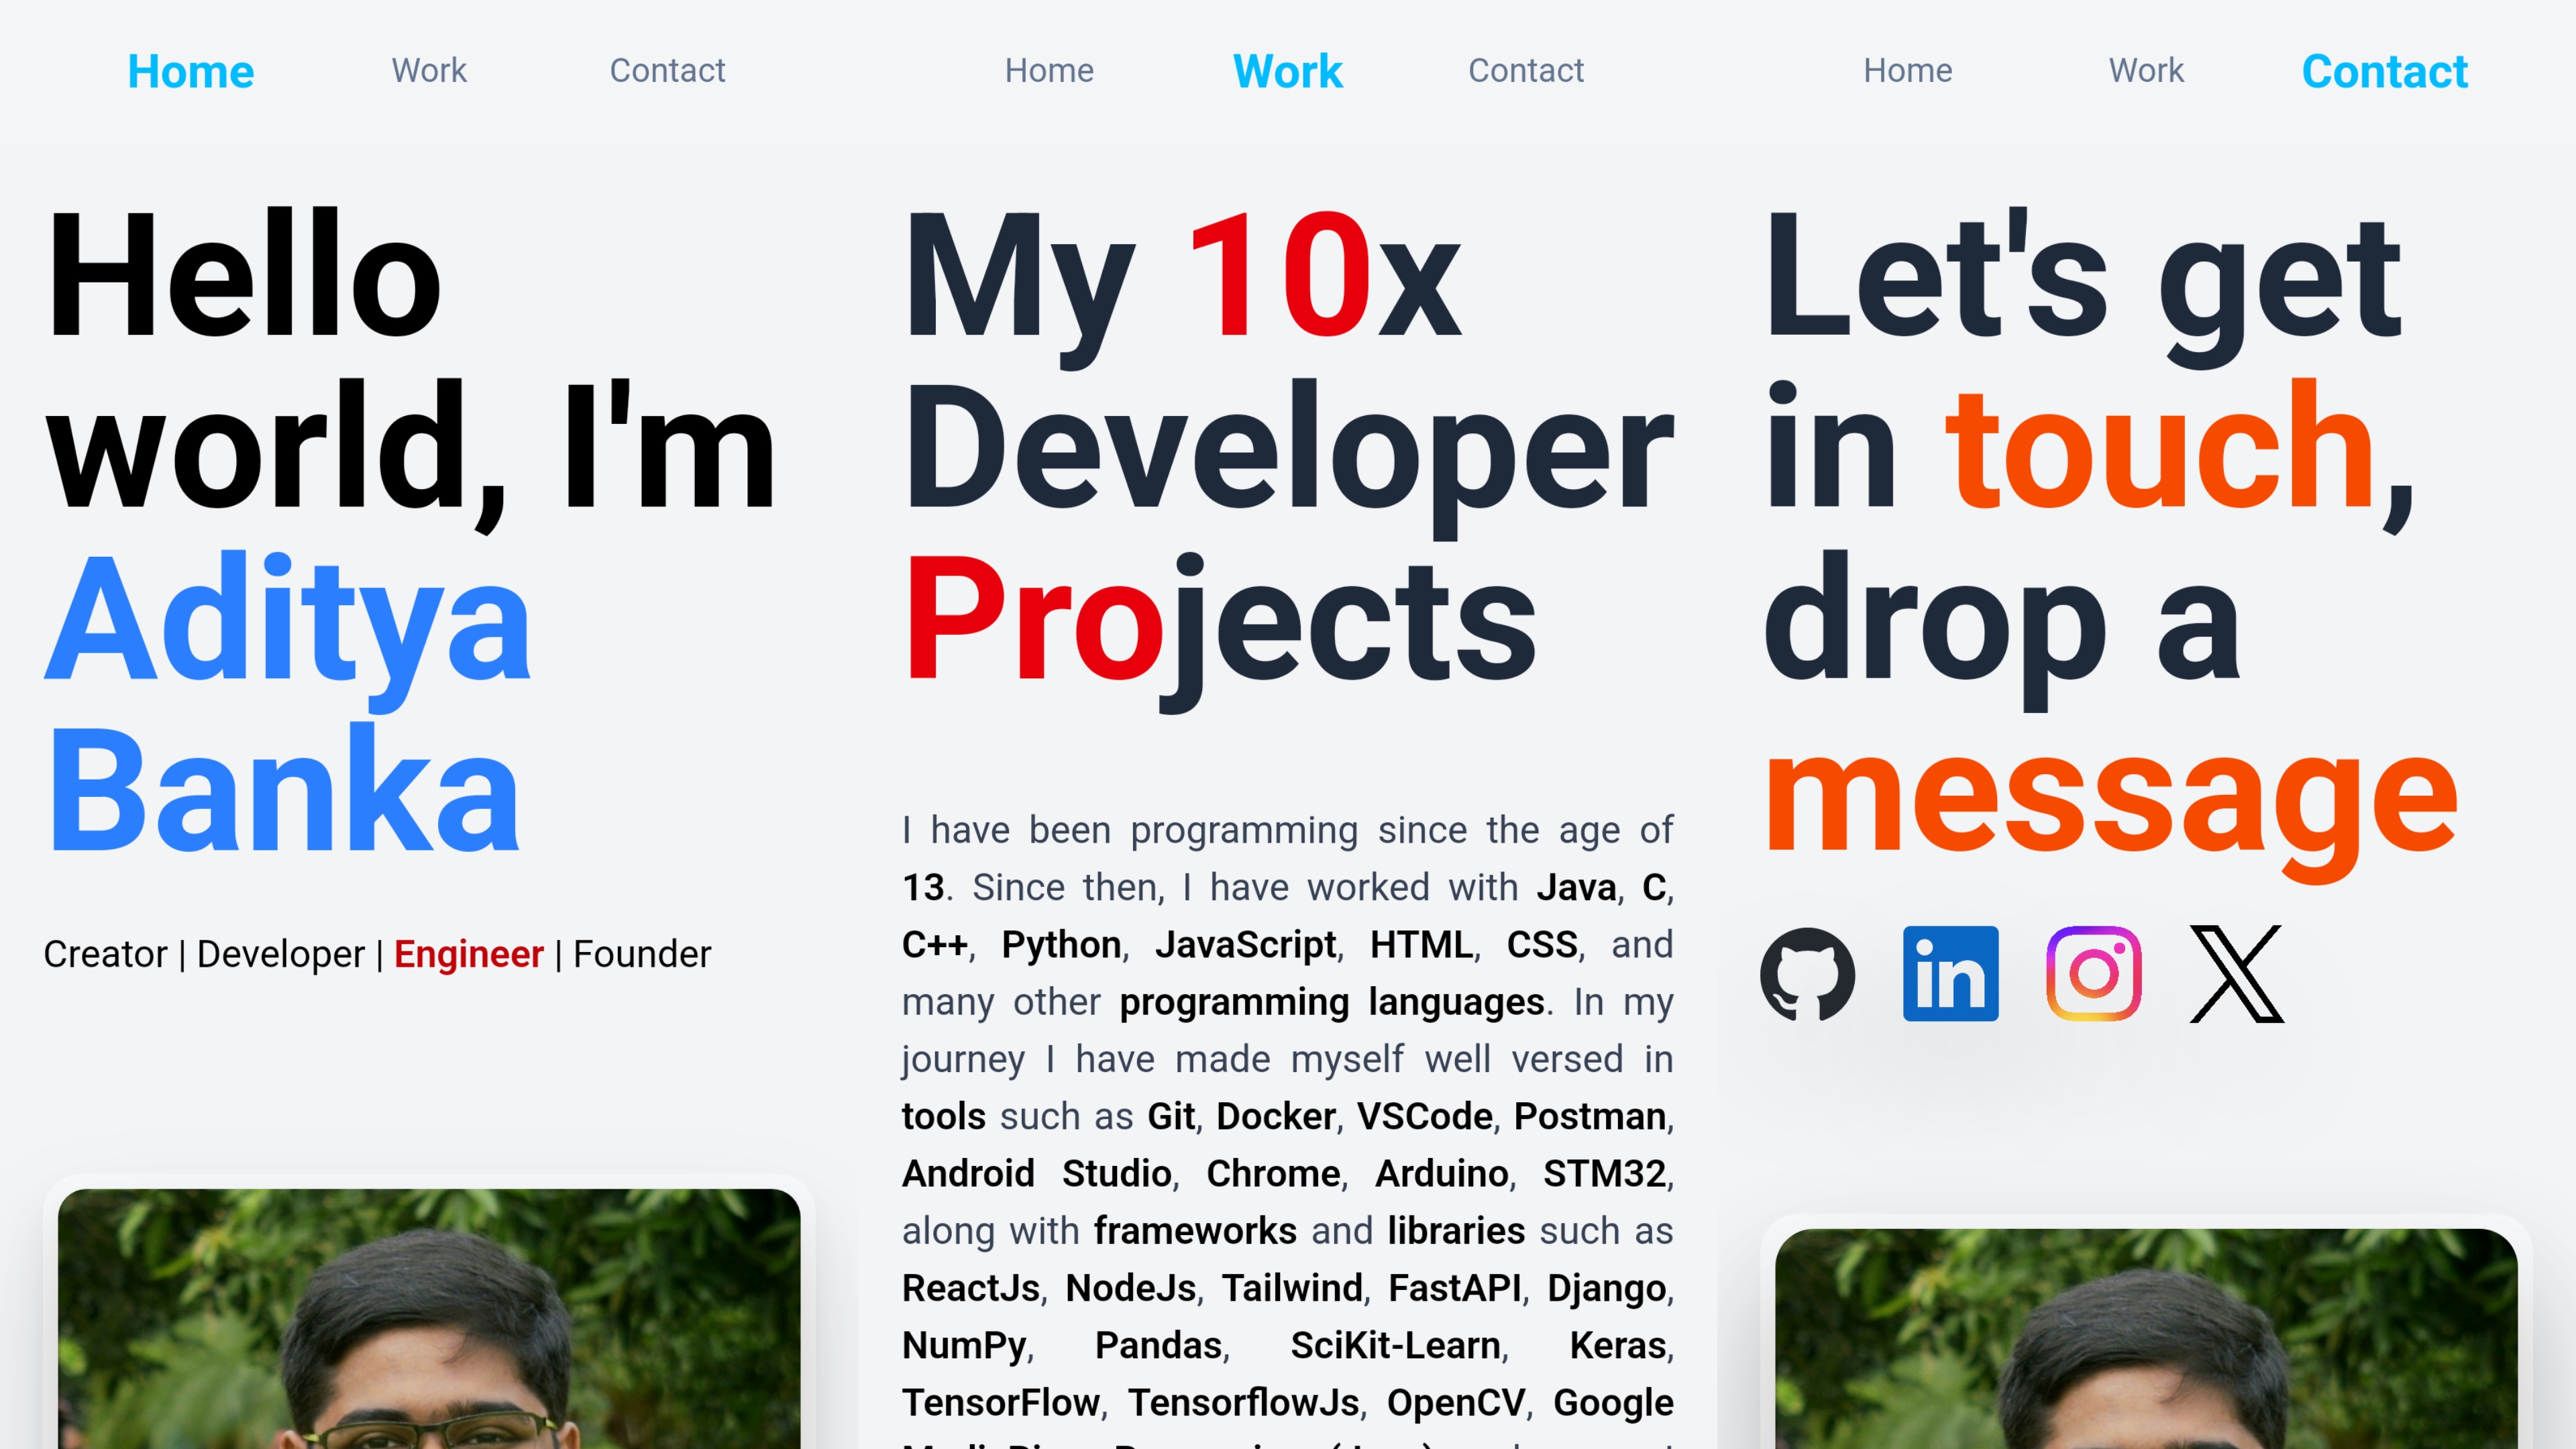 Home Work Contact
Hello
world, I'm
Aditya
Banka
Creator | Developer | Engineer | Founder
Home Work Contact
My 10x
Developer
Projects
I have been programming since the age of
13. Since then, I have worked with Java, C,
C++, Python, JavaScript, HTML, CSS, and
many other programming languages. In my
journey I have made myself well versed in
tools such as Git, Docker, VSCode, Postman,
Android Studio, Chrome, Arduino, STM32,
along with frameworks and libraries such as
ReactJs, NodeJs, Tailwind, FastAPI, Django,
NumPy, Pandas, SciKit-Learn, Keras,
TensorFlow, TensorflowJs, OpenCV, Google
Home Work Contact
Let's get
in touch,
drop a
message
in